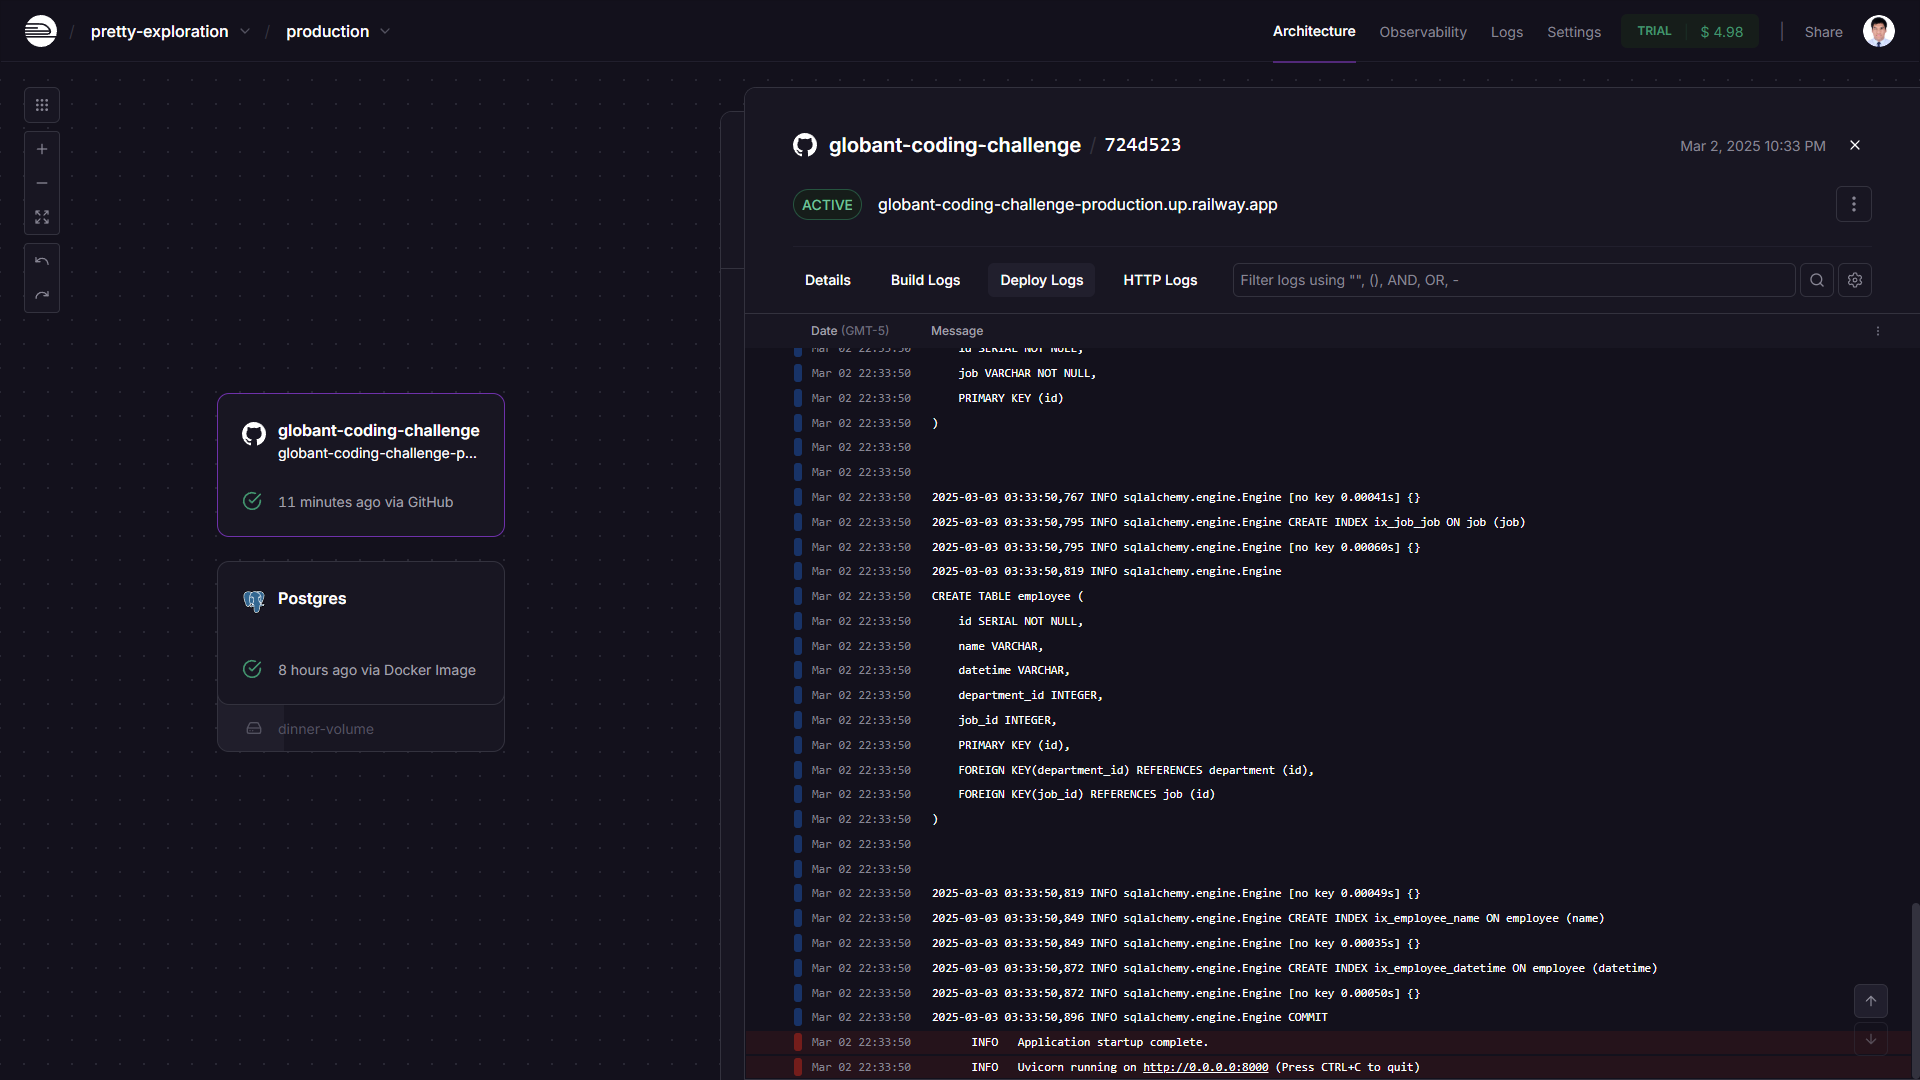 / pretty-exploration / production
Architecture Observability Logs Settings TRIAL $ 4.98 Share
globant-coding-challenge / 724d523
Mar 2, 2025 10:33 PM
ACTIVE globant-coding-challenge-production.up.railway.app
Details Build Logs Deploy Logs HTTP Logs Filter logs using "", (), AND, OR, -
Date (GMT-5) Message
Mar 02 22:33:50 id SERIAL NOT NULL,
Mar 02 22:33:50 job VARCHAR NOT NULL,
Mar 02 22:33:50 PRIMARY KEY (id)
Mar 02 22:33:50 )
Mar 02 22:33:50
Mar 02 22:33:50
Mar 02 22:33:50 2025-03-03 03:33:50,767 INFO sqlalchemy.engine.Engine [no key 0.00041s] {}
Mar 02 22:33:50 2025-03-03 03:33:50,795 INFO sqlalchemy.engine.Engine CREATE INDEX ix_job_job ON job (job)
Mar 02 22:33:50 2025-03-03 03:33:50,795 INFO sqlalchemy.engine.Engine [no key 0.00060s] {}
Mar 02 22:33:50 2025-03-03 03:33:50,819 INFO sqlalchemy.engine.Engine
Mar 02 22:33:50 CREATE TABLE employee (
Mar 02 22:33:50 id SERIAL NOT NULL,
Mar 02 22:33:50 name VARCHAR,
Mar 02 22:33:50 datetime VARCHAR,
Mar 02 22:33:50 department_id INTEGER,
Mar 02 22:33:50 job_id INTEGER,
Mar 02 22:33:50 PRIMARY KEY (id),
Mar 02 22:33:50 FOREIGN KEY(department_id) REFERENCES department (id),
Mar 02 22:33:50 FOREIGN KEY(job_id) REFERENCES job (id)
Mar 02 22:33:50 )
Mar 02 22:33:50
Mar 02 22:33:50
Mar 02 22:33:50 2025-03-03 03:33:50,819 INFO sqlalchemy.engine.Engine [no key 0.00049s] {}
Mar 02 22:33:50 2025-03-03 03:33:50,849 INFO sqlalchemy.engine.Engine CREATE INDEX ix_employee_name ON employee (name)
Mar 02 22:33:50 2025-03-03 03:33:50,849 INFO sqlalchemy.engine.Engine [no key 0.00035s] {}
Mar 02 22:33:50 2025-03-03 03:33:50,872 INFO sqlalchemy.engine.Engine CREATE INDEX ix_employee_datetime ON employee (datetime)
Mar 02 22:33:50 2025-03-03 03:33:50,872 INFO sqlalchemy.engine.Engine [no key 0.00050s] {}
Mar 02 22:33:50 2025-03-03 03:33:50,896 INFO sqlalchemy.engine.Engine COMMIT
Mar 02 22:33:50 INFO Application startup complete.
Mar 02 22:33:50 INFO Uvicorn running on http://0.0.0.0:8000 (Press CTRL+C to quit)
globant-coding-challenge
globant-coding-challenge-p...
11 minutes ago via GitHub
Postgres
8 hours ago via Docker Image
dinner-volume